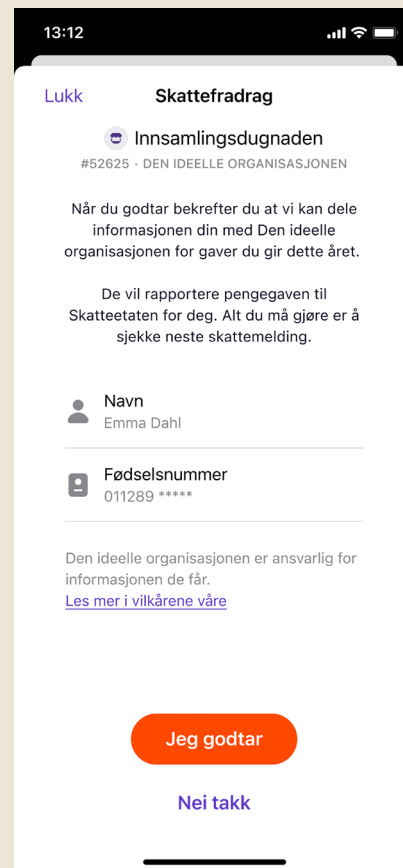 13:12
Lukk
Skattefradrag
Innsamlingsdugnaden
#52625 · DEN IDEELLE ORGANISASJONEN
Når du godtar bekrefter du at vi kan dele
informasjonen din med Den ideelle
organisasjonen for gaver du gir dette året.
De vil rapportere pengegaven til
Skatteetaten for deg. Alt du må gjøre er å
sjekke neste skattemelding.
Navn
Emma Dahl
Fødselsnummer
011289 *****
Den ideelle organisasjonen er ansvarlig for
informasjonen de får.
Les mer i vilkårene våre
Jeg godtar
Nei takk